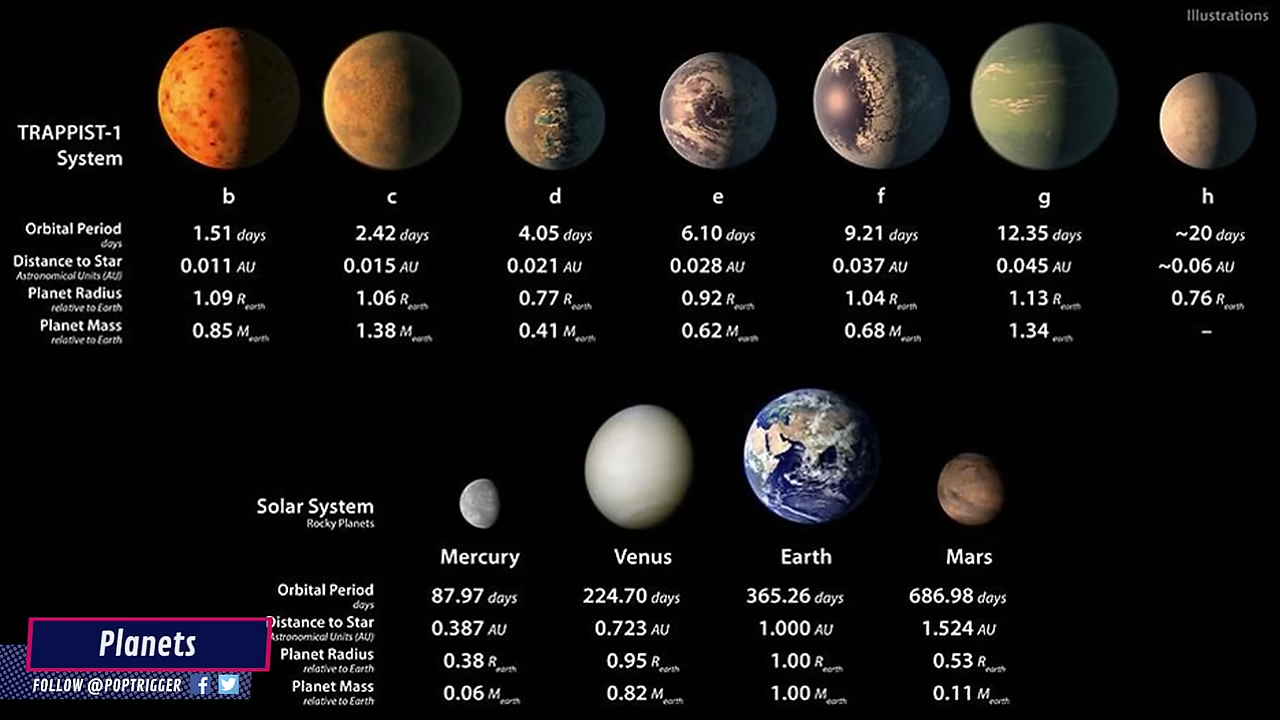 Illustrations
TRAPPIST-1
System
b c d e f g h
Orbital Period 1.51 days 2.42 days 4.05 days 6.10 days 9.21 days 12.35 days ~20 days
days
Distance to Star 0.011 AU 0.015 AU 0.021 AU 0.028 AU 0.037 AU 0.045 AU ~0.06 AU
Astronomical Units (AU)
Planet Radius 1.09 Rearth 1.06 Rearth 0.77 Rearth 0.92 Rearth 1.04 Rearth 1.13 Rearth 0.76 Rearth
relative to Earth
Planet Mass 0.85 Mearth 1.38 Mearth 0.41 Mearth 0.62 Mearth 0.68 Mearth 1.34 earth –
relative to Earth
Solar System
Rocky Planets
Mercury Venus Earth Mars
Orbital Period 87.97 days 224.70 days 365.26 days 686.98 days
days
Distance to Star 0.387 AU 0.723 AU 1.000 AU 1.524 AU
Astronomical Units (AU)
Planet Radius 0.38 Rearth 0.95 Rearth 1.00 Rearth 0.53 Rearth
relative to Earth
Planet Mass 0.06 Mearth 0.82 Mearth 1.00 Mearth 0.11 Mearth
relative to Earth
Planets
FOLLOW @POPTRIGGER